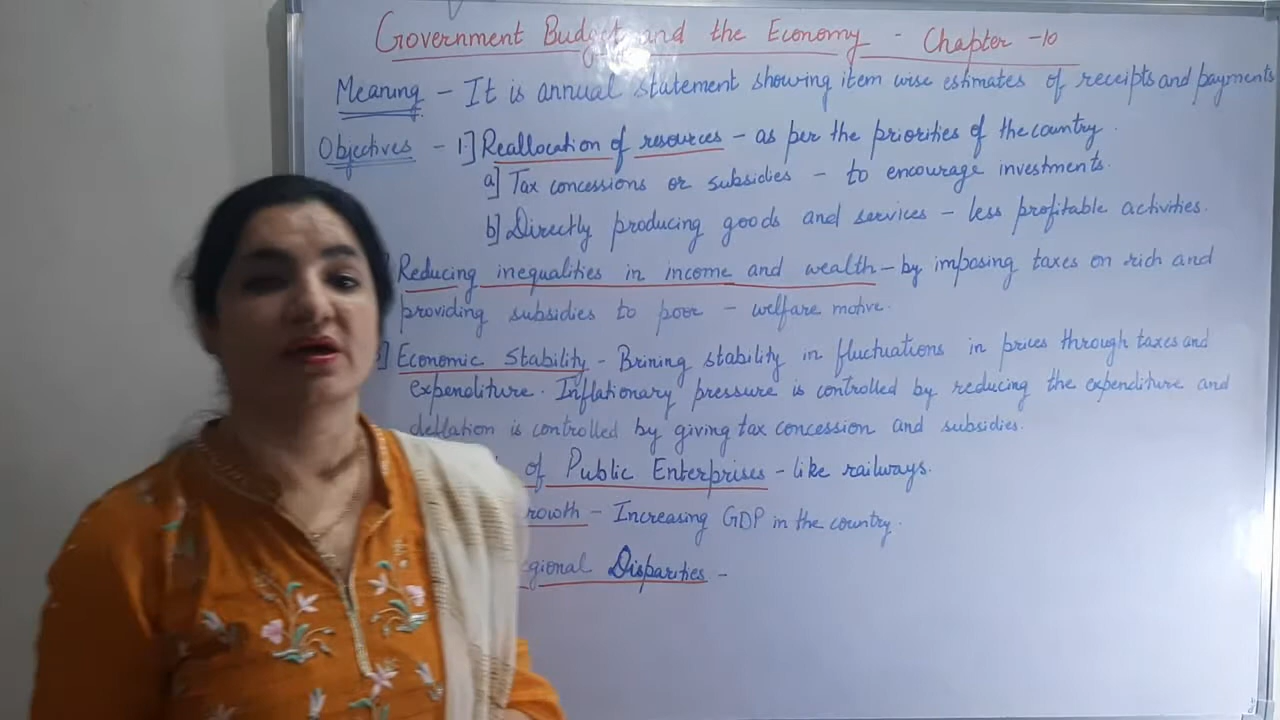 Government Budget and the Economy - Chapter -10
Meaning - It is annual statement showing item wise estimates of receipts and payments
Objectives - 1.] Reallocation of resources - as per the priorities of the country.
a] Tax concessions or subsidies - to encourage investments.
b] Directly producing goods and services - less profitable activities.
] Reducing inequalities in income and wealth - by imposing taxes on rich and
providing subsidies to poor - welfare motive.
] Economic Stability - Brining stability in fluctuations in prices through taxes and
expenditure. Inflationary pressure is controlled by reducing the expenditure and
deflation is controlled by giving tax concession and subsidies.
of Public Enterprises - like railways.
rowth - Increasing GDP in the country.
egional Disparities -